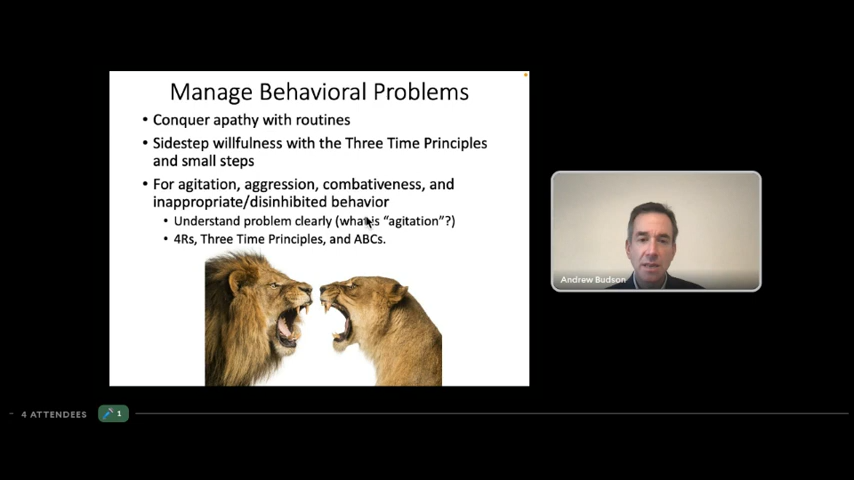 Manage Behavioral Problems
• Conquer apathy with routines
• Sidestep willfulness with the Three Time Principles
and small steps
• For agitation, aggression, combativeness, and
inappropriate/disinhibited behavior
• Understand problem clearly (what is “agitation”?)
• 4Rs, Three Time Principles, and ABCs.
Andrew Budson
4 ATTENDEES
1